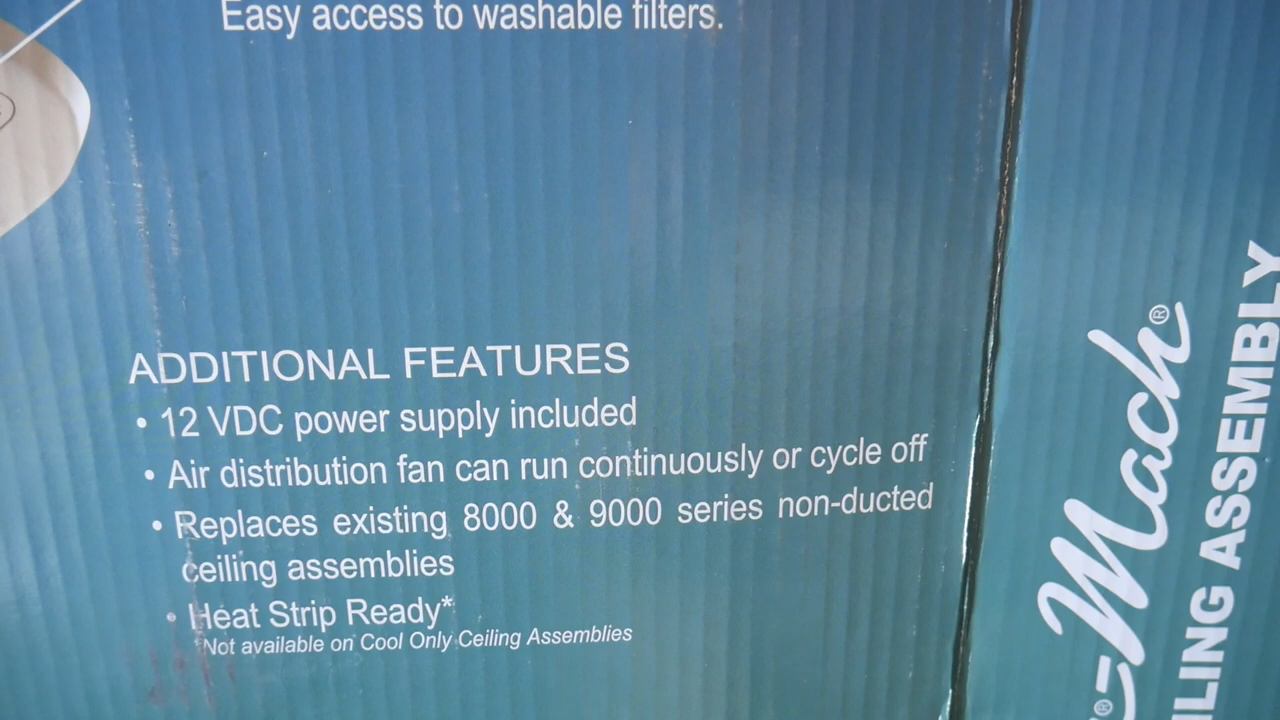 Easy access to washable filters.
ADDITIONAL FEATURES
• 12 VDC power supply included
• Air distribution fan can run continuously or cycle off
• Replaces existing 8000 & 9000 series non-ducted
ceiling assemblies
• Heat Strip Ready*
*Not available on Cool Only Ceiling Assemblies
Mach®
ASSEMBLY